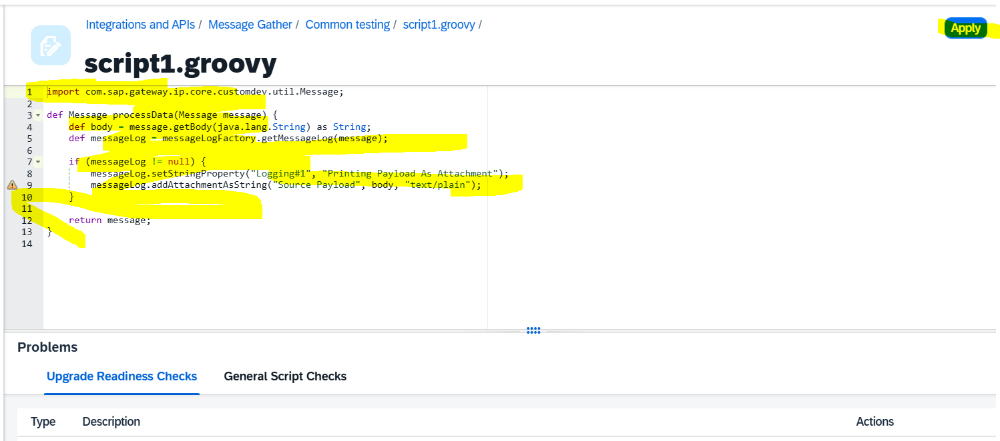 Integrations and APIs / Message Gather / Common testing / script1.groovy /
Apply
script1.groovy
1 import com.sap.gateway.ip.core.customdev.util.Message;
2
3 def Message processData(Message message) {
4     def body = message.getBody(java.lang.String) as String;
5     def messageLog = messageLogFactory.getMessageLog(message);
6
7     if (messageLog != null) {
8         messageLog.setStringProperty("Logging#1", "Printing Payload As Attachment");
9         messageLog.addAttachmentAsString("Source Payload", body, "text/plain");
10     }
11
12     return message;
13 }
14
Problems
Upgrade Readiness Checks General Script Checks
Type Description Actions